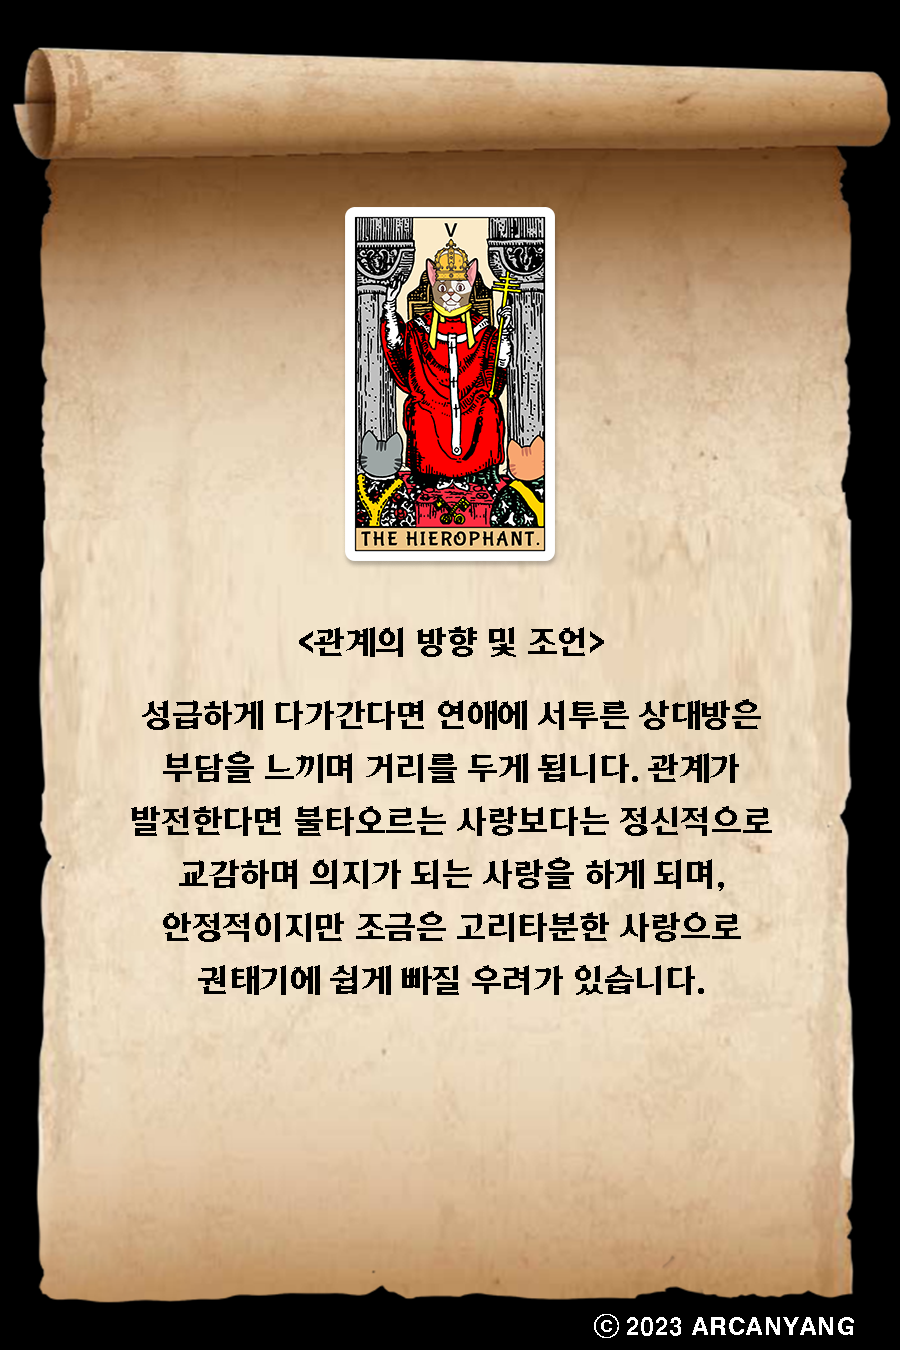 V
THE HIEROPHANT.
<관계의 방향 및 조언>
성급하게 다가간다면 연애에 서투른 상대방은
부담을 느끼며 거리를 두게 됩니다. 관계가
발전한다면 불타오르는 사랑보다는 정신적으로
교감하며 의지가 되는 사랑을 하게 되며,
안정적이지만 조금은 고리타분한 사랑으로
권태기에 쉽게 빠질 우려가 있습니다.
ⓒ 2023 ARCANYANG